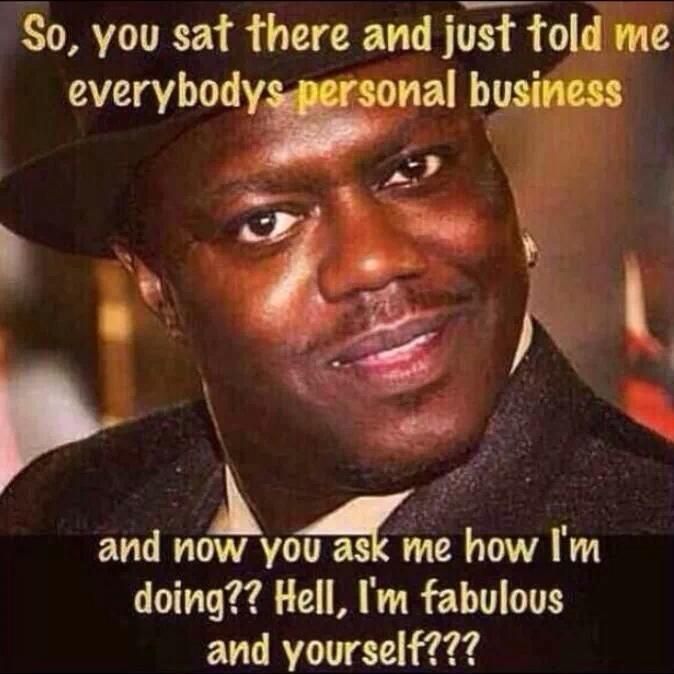 So, you sat there and just told me
everybodys personal business
and now you ask me how I'm
doing?? Hell, I'm fabulous
and yourself???